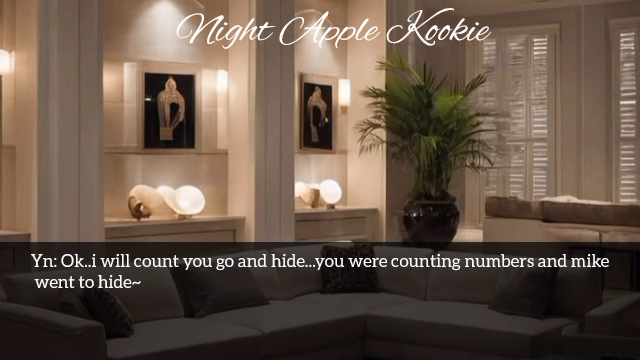 Night Apple Kookie
Yn: Ok..i will count you go and hide...you were counting numbers and mike
went to hide~